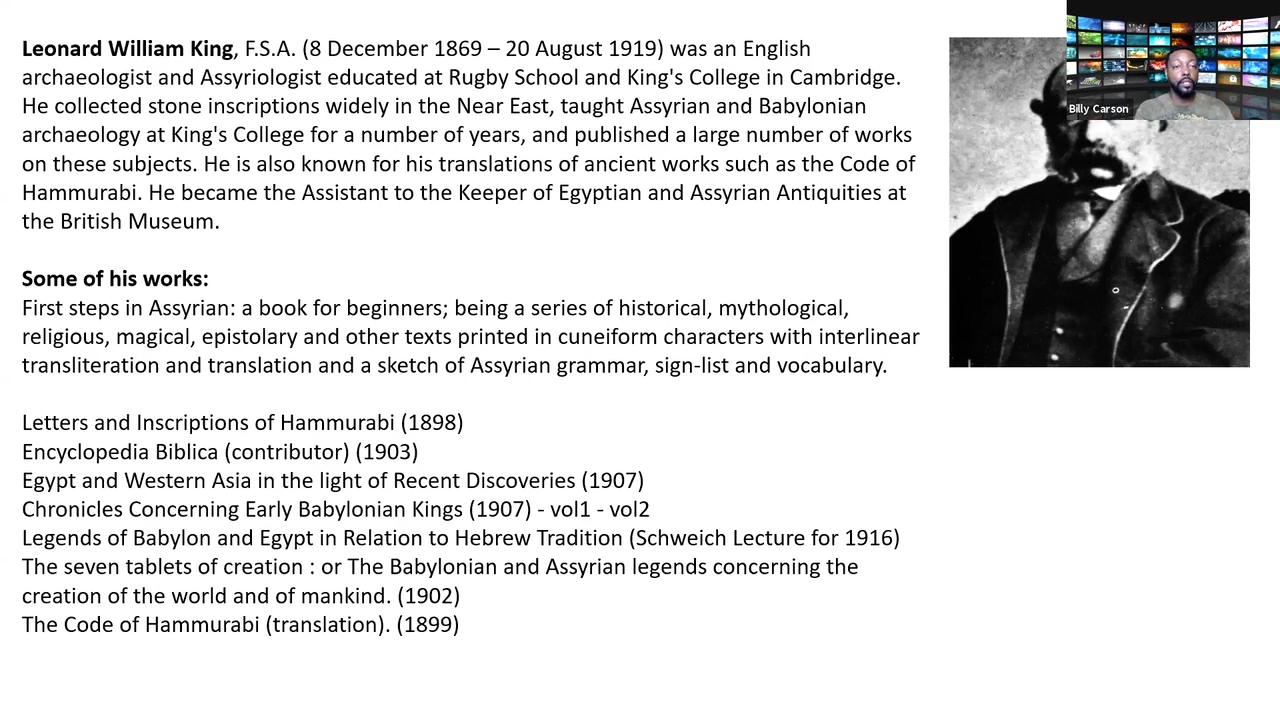 Leonard William King, F.S.A. (8 December 1869 – 20 August 1919) was an English
archaeologist and Assyriologist educated at Rugby School and King's College in Cambridge.
He collected stone inscriptions widely in the Near East, taught Assyrian and Babylonian
archaeology at King's College for a number of years, and published a large number of works
on these subjects. He is also known for his translations of ancient works such as the Code of
Hammurabi. He became the Assistant to the Keeper of Egyptian and Assyrian Antiquities at
the British Museum.
Some of his works:
First steps in Assyrian: a book for beginners; being a series of historical, mythological,
religious, magical, epistolary and other texts printed in cuneiform characters with interlinear
transliteration and translation and a sketch of Assyrian grammar, sign-list and vocabulary.
Letters and Inscriptions of Hammurabi (1898)
Encyclopedia Biblica (contributor) (1903)
Egypt and Western Asia in the light of Recent Discoveries (1907)
Chronicles Concerning Early Babylonian Kings (1907) - vol1 - vol2
Legends of Babylon and Egypt in Relation to Hebrew Tradition (Schweich Lecture for 1916)
The seven tablets of creation : or The Babylonian and Assyrian legends concerning the
creation of the world and of mankind. (1902)
The Code of Hammurabi (translation). (1899)
Billy Carson